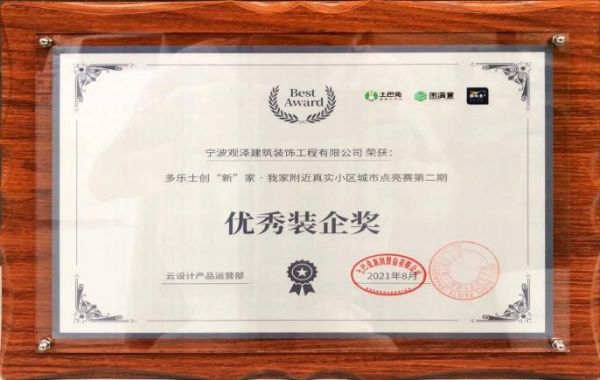 Best
Award
土巴兔
图满意
宁波观泽建筑装饰工程有限公司 荣获：
多乐士创“新”家·我家附近真实小区城市点亮赛第二期
优秀装企奖
云设计产品运营部
2021年8月